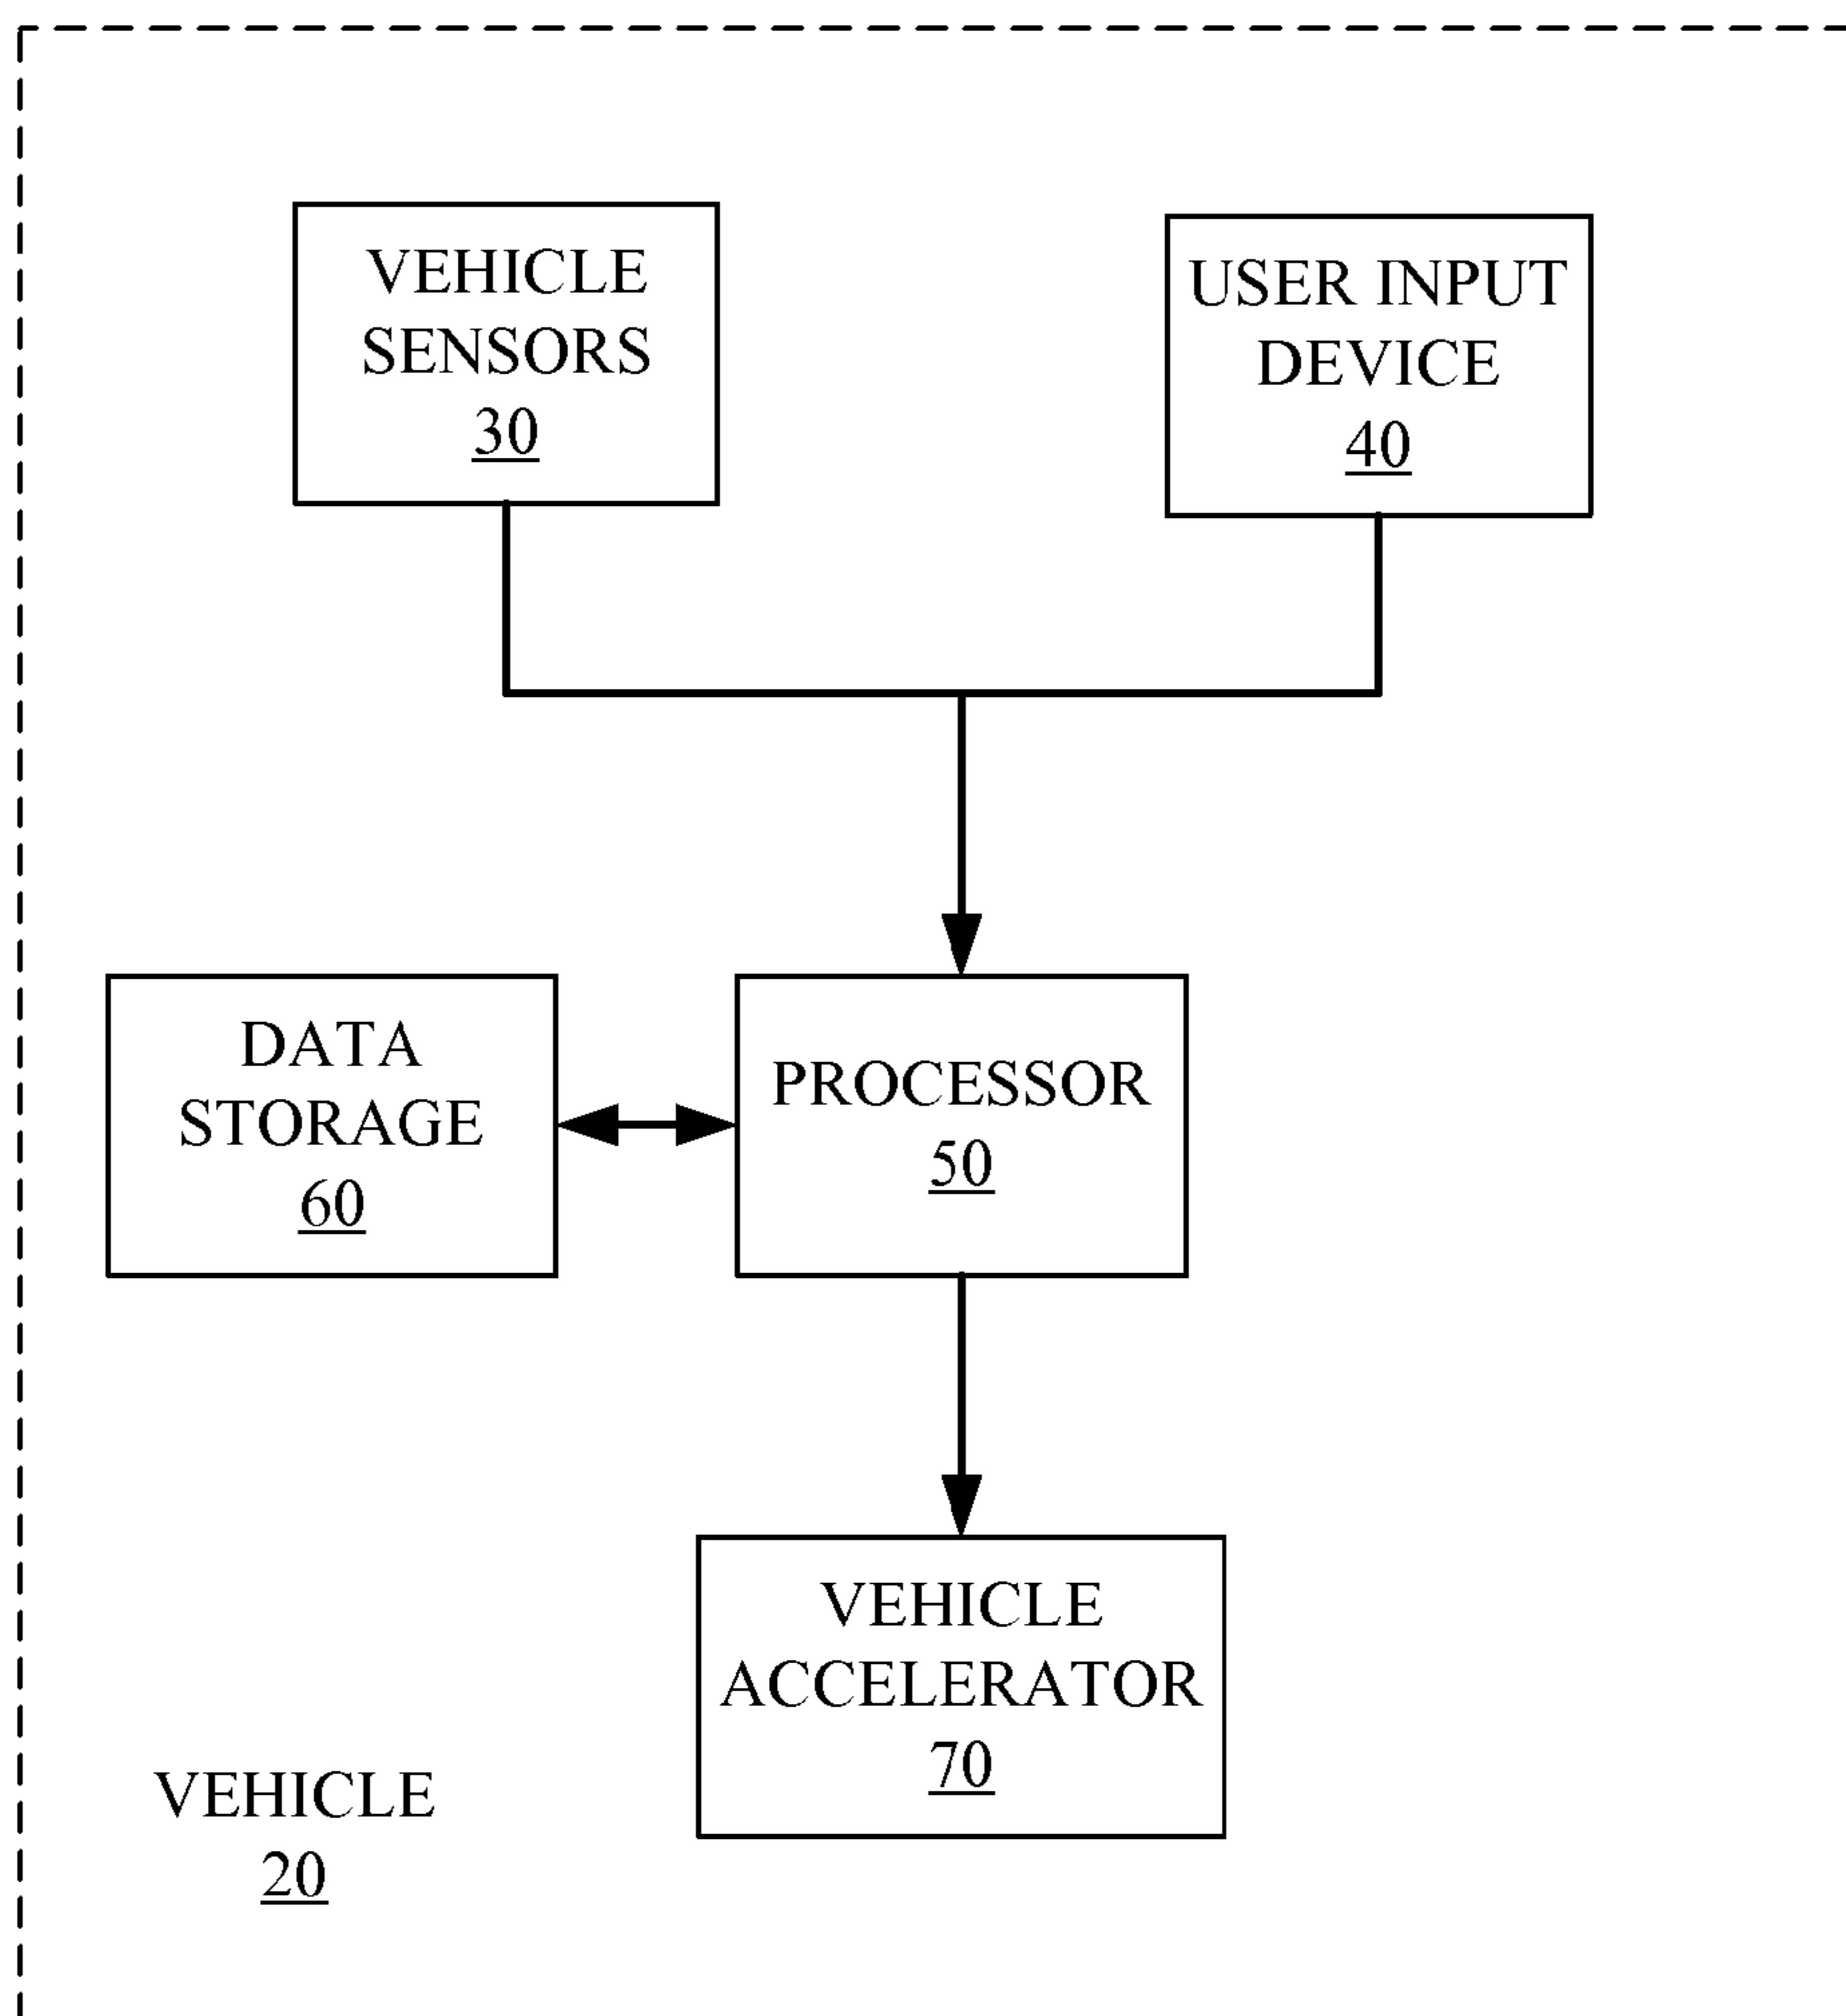 VEHICLE
SENSORS
30
USER INPUT
DEVICE
40
DATA
STORAGE
60
PROCESSOR
50
VEHICLE
ACCELERATOR
70
VEHICLE
20